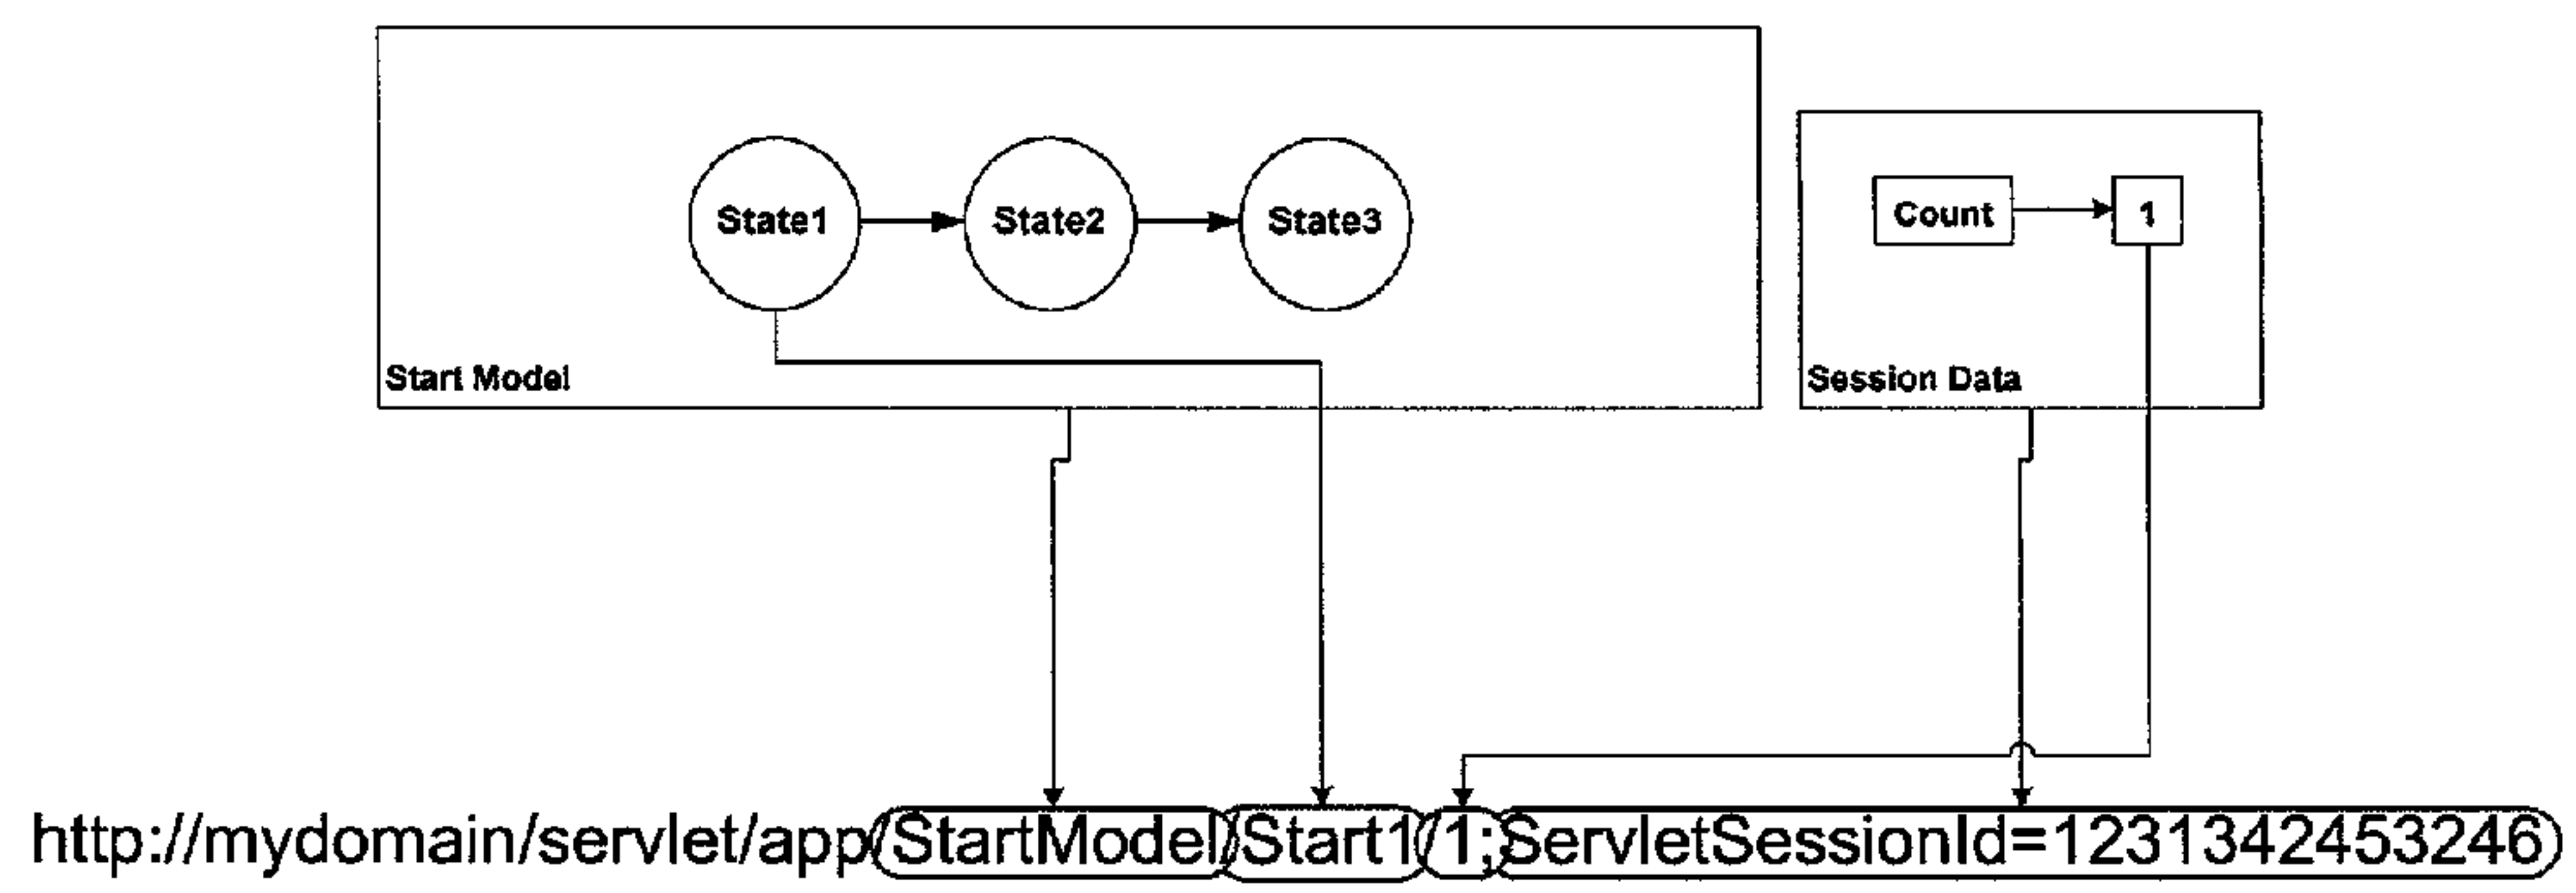 State1
State2
State3
Start Model
Count
1
Session Data
http://mydomain/servlet/app/StartModel/Start1/1;ServletSessionId=1231342453246